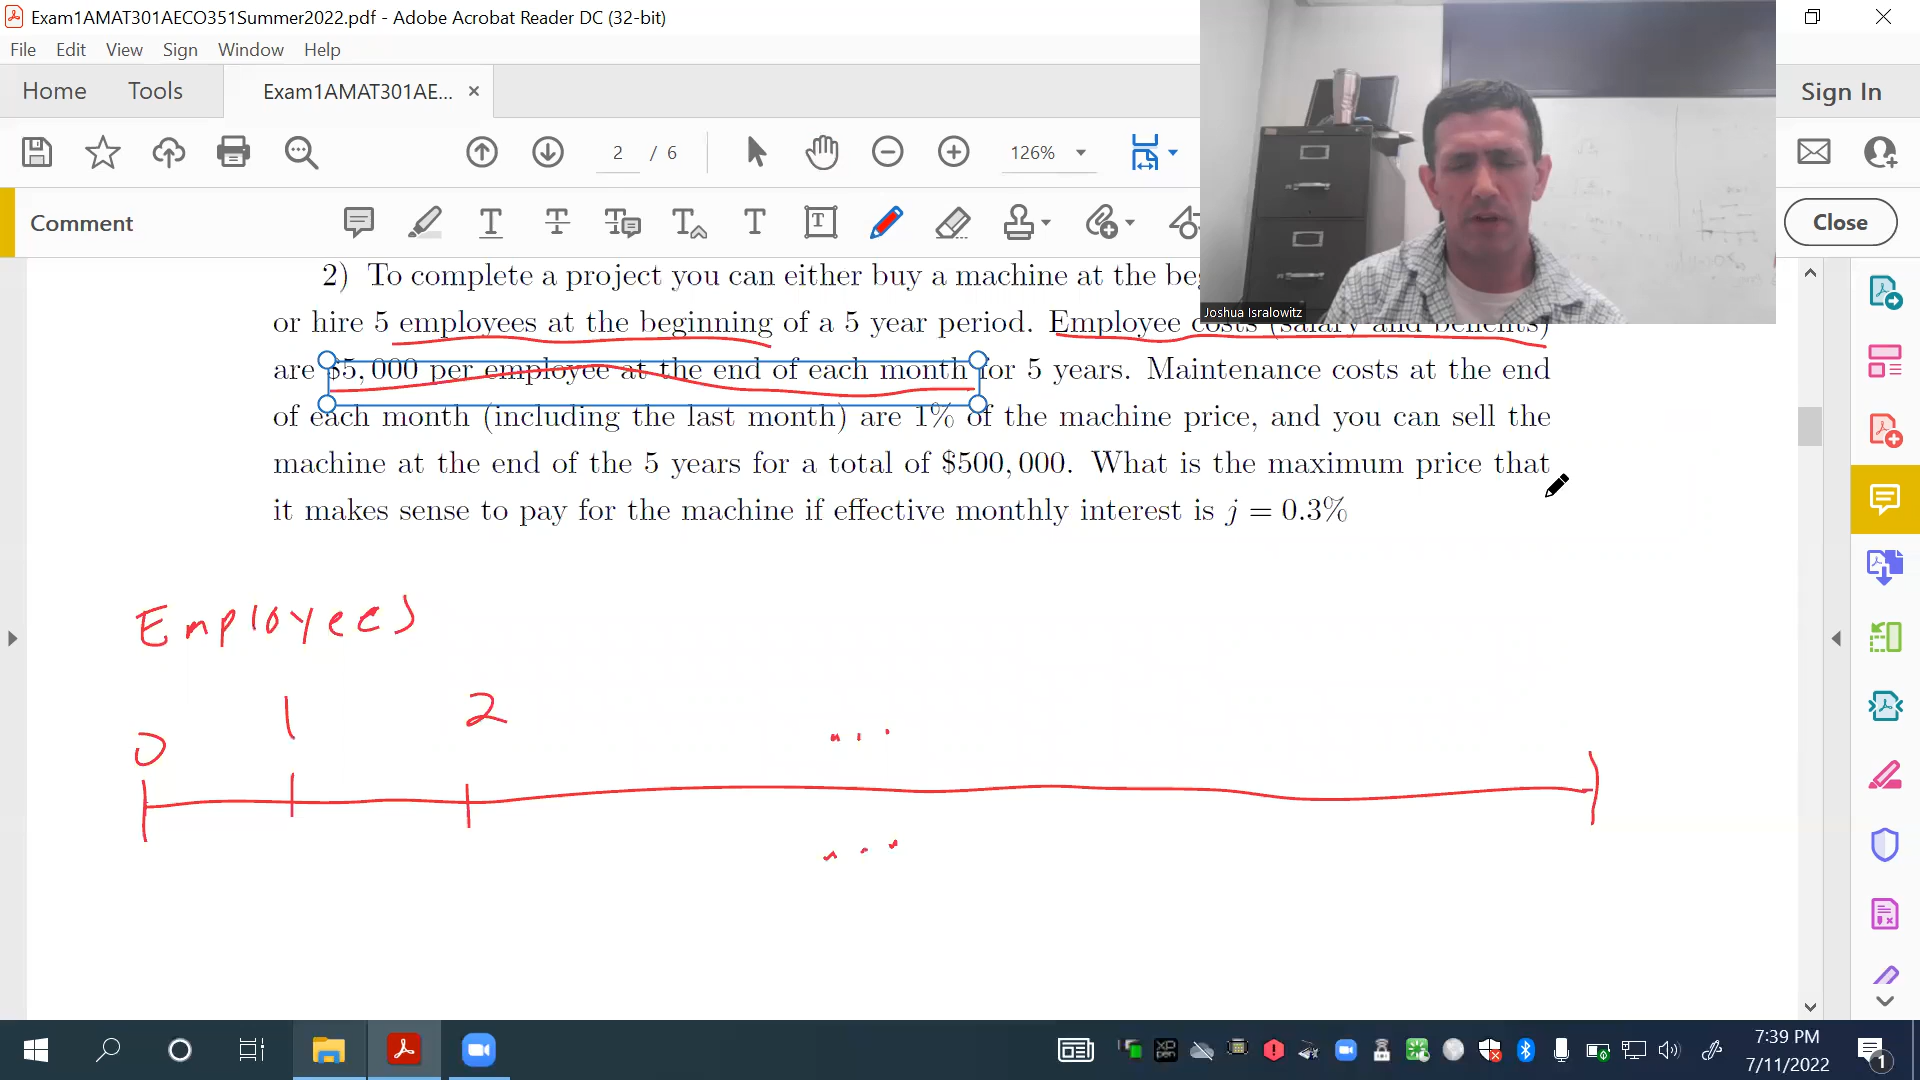 Exam1AMAT301AECO351Summer2022.pdf - Adobe Acrobat Reader DC (32-bit)
File Edit View Sign Window Help
Home Tools Exam1AMAT301AE... × Sign In
2 / 6 126%
Comment Close
Joshua Isralowitz
2) To complete a project you can either buy a machine at the
or hire 5 employees at the beginning of a 5 year period. Employee costs (salary and benefits)
are $5,000 per employee at the end of each month for 5 years. Maintenance costs at the end
of each month (including the last month) are 1% of the machine price, and you can sell the
machine at the end of the 5 years for a total of $500,000. What is the maximum price that
it makes sense to pay for the machine if effective monthly interest is j = 0.3%
Employees
0 1 2 ...
...
7:39 PM
7/11/2022
1